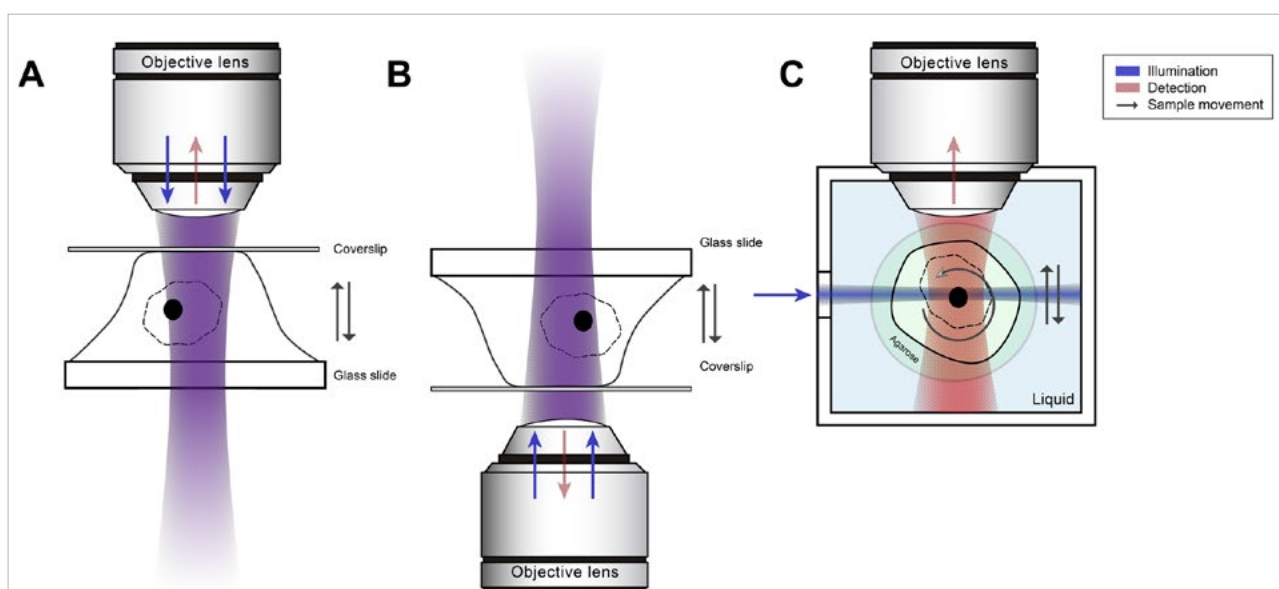 A
Objective lens
Coverslip
Glass slide
B
Glass slide
Coverslip
Objective lens
C
Objective lens
Agarose
Liquid
Illumination
Detection
Sample movement